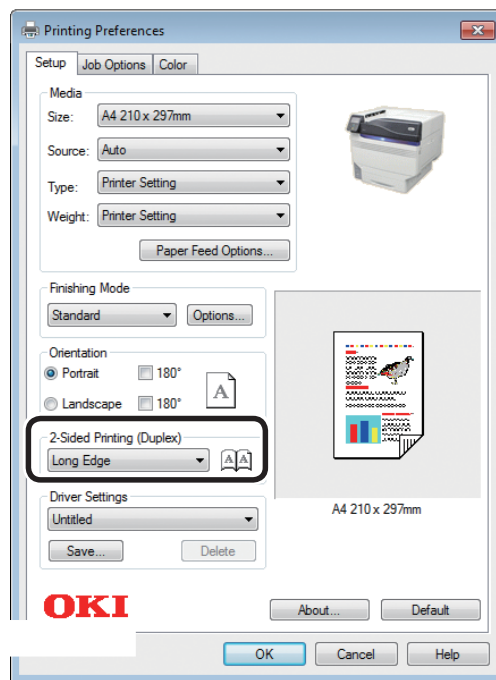 Printing Preferences
Setup Job Options Color
Media
Size: A4 210 x 297mm
Source: Auto
Type: Printer Setting
Weight: Printer Setting
Paper Feed Options...
Finishing Mode
Standard Options...
Orientation
Portrait 180°
A
Landscape 180°
2-Sided Printing (Duplex)
Long Edge A A
Driver Settings
Untitled
Save... Delete
A4 210 x 297mm
OKI
About... Default
OK Cancel Help